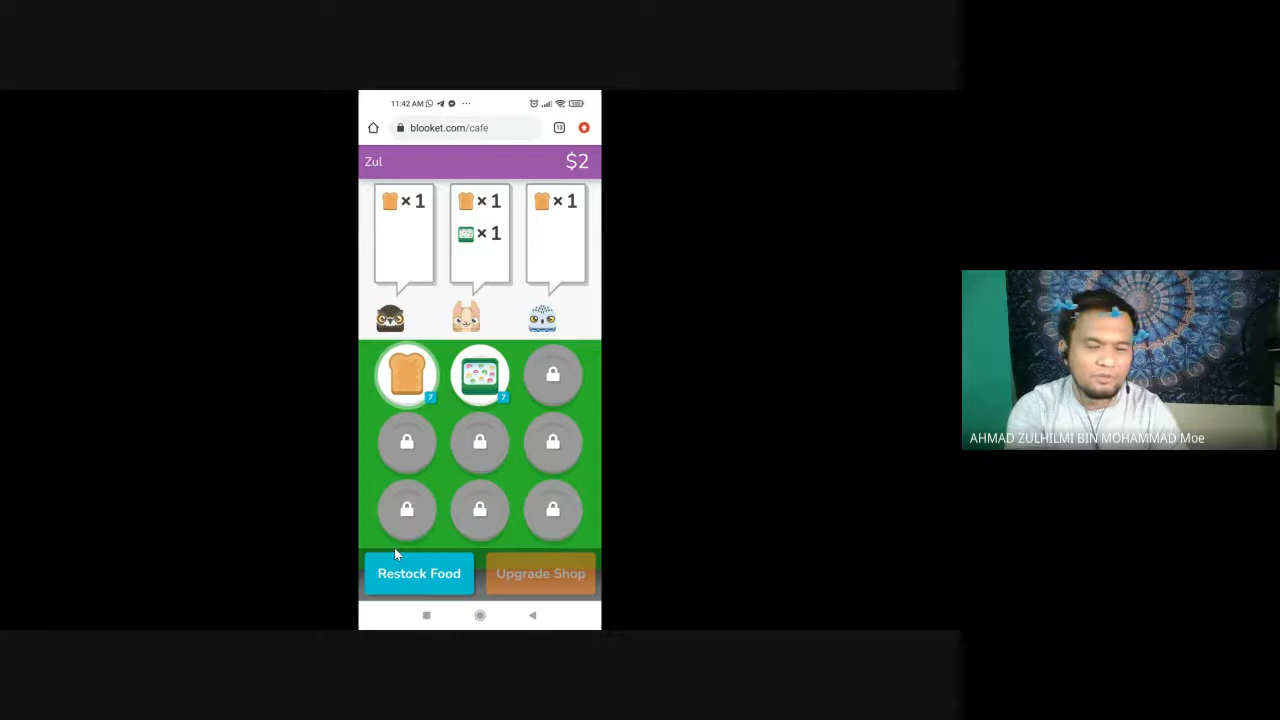 11:42 AM
blooket.com/cafe
13
Zul
$2
× 1
× 1
× 1
× 1
7
7
Restock Food
Upgrade Shop
AHMAD ZULHILMI BIN MOHAMMAD Moe